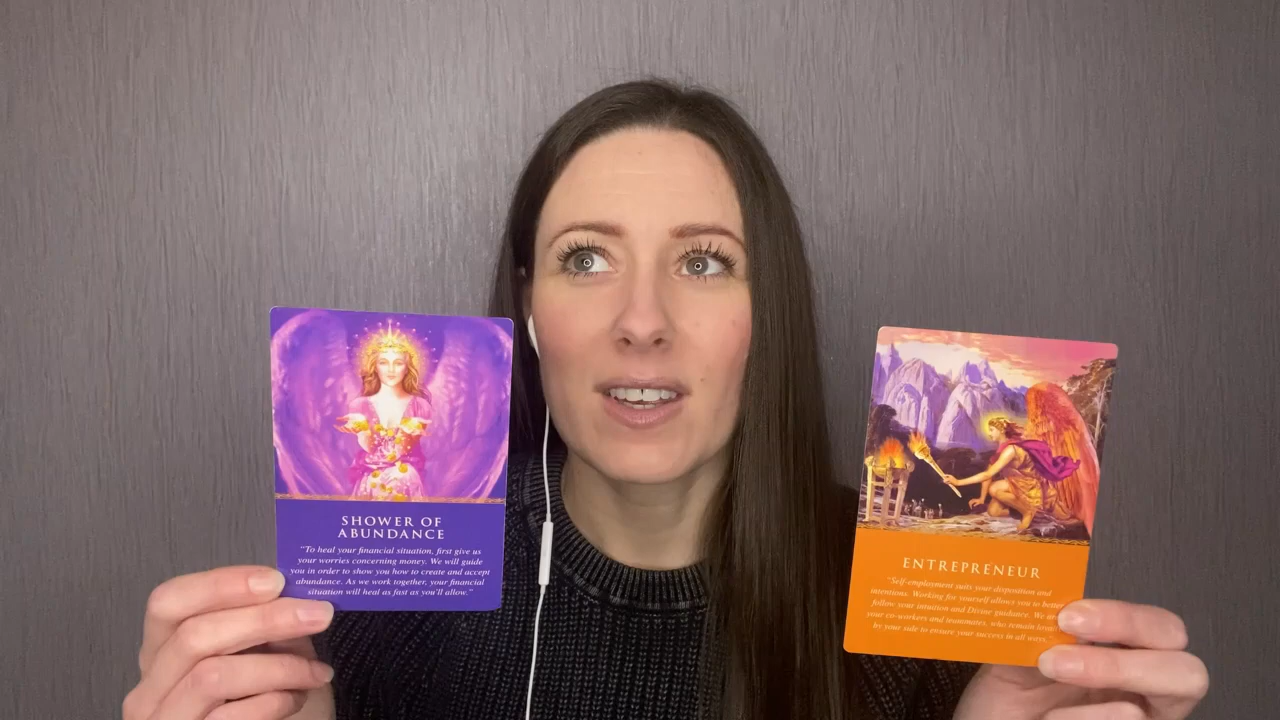 SHOWER OF
ABUNDANCE
"To heal your financial situation, first give us
your worries concerning money. We will guide
you in order to show you how to create and accept
abundance. As we work together, your financial
situation will heal as fast as you'll allow."
ENTREPRENEUR
"Self-employment suits your disposition and
intentions. Working for yourself allows you to better
follow your intuition and Divine guidance. We
your co-workers and teammates, who remain
by your side to ensure your success in all ways."